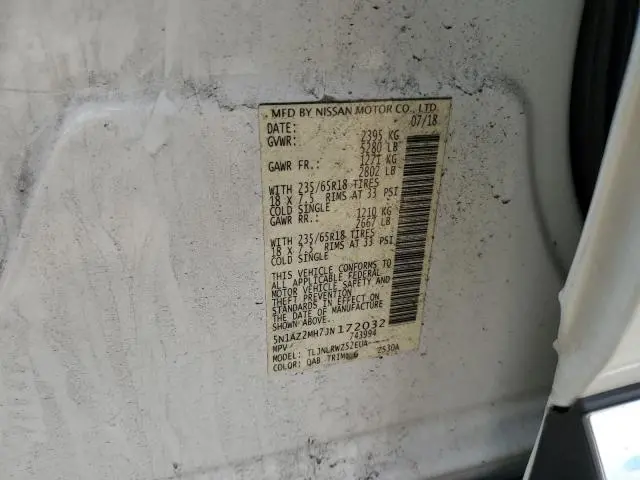 MFD BY NISSAN MOTOR CO., LTD.
DATE: 07/18
GVWR: 2395 KG
5280 LB
GAWR FR.: 1271 KG
2802 LB
WITH 235/65R18 TIRES
18 X 7.5 RIMS AT 33 PSI
COLD SINGLE
GAWR RR.: 1210 KG
2667 LB
WITH 235/65R18 TIRES
18 X 7.5 RIMS AT 33 PSI
COLD SINGLE
THIS VEHICLE CONFORMS TO
ALL APPLICABLE FEDERAL
MOTOR VEHICLE SAFETY AND
THEFT PREVENTION
STANDARDS IN EFFECT ON
THE DATE OF MANUFACTURE
SHOWN ABOVE.
5N1AZ2MH7JN172032
MPV 743994
MODEL: TLJNLRWZ52EUA
COLOR: QAB TRIM: G Z530A